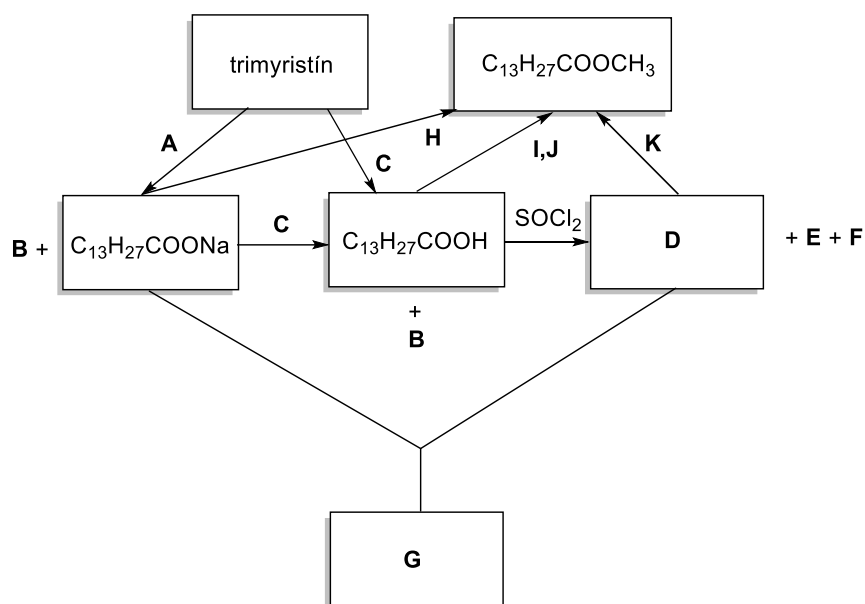 trimyristín
C₁₃H₂₇COOCH₃
A
H
C
I,J
K
B +
C₁₃H₂₇COONa
C
C₁₃H₂₇COOH
SOCl₂
D
+ E + F
+
B
G